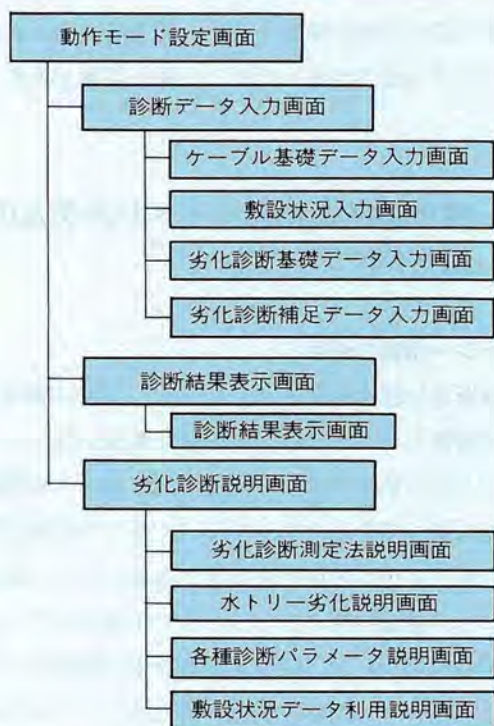 動作モード設定画面
診断データ入力画面
ケーブル基礎データ入力画面
敷設状況入力画面
劣化診断基礎データ入力画面
劣化診断補足データ入力画面
診断結果表示画面
診断結果表示画面
劣化診断説明画面
劣化診断測定法説明画面
水トリー劣化説明画面
各種診断パラメータ説明画面
敷設状況データ利用説明画面